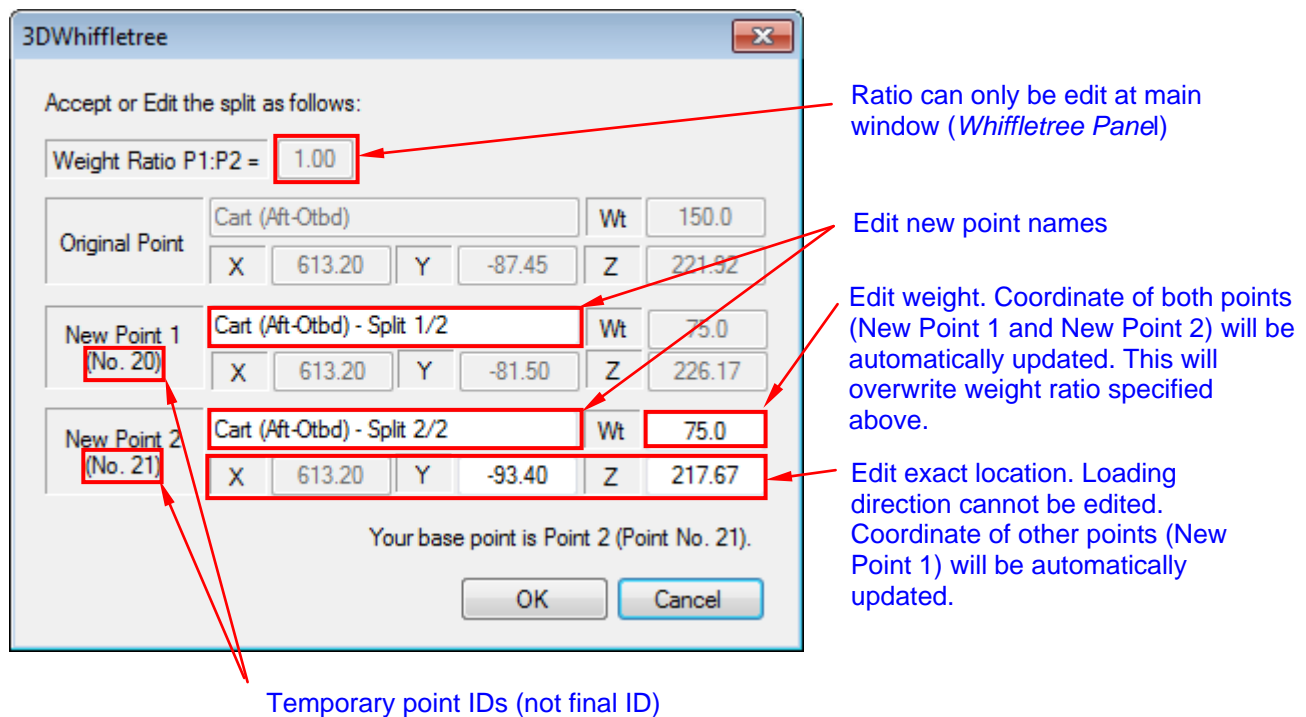 3DWhiffletree
Accept or Edit the split as follows:
Weight Ratio P1:P2 = 1.00
Original Point Cart (Aft-Otbd) Wt 150.0
X 613.20 Y -87.45 Z 221.92
New Point 1 (No. 20) Cart (Aft-Otbd) - Split 1/2 Wt 75.0
X 613.20 Y -81.50 Z 226.17
New Point 2 (No. 21) Cart (Aft-Otbd) - Split 2/2 Wt 75.0
X 613.20 Y -93.40 Z 217.67
Your base point is Point 2 (Point No. 21).
OK Cancel
Ratio can only be edit at main
window (Whiffletree Panel)
Edit new point names
Edit weight. Coordinate of both points
(New Point 1 and New Point 2) will be
automatically updated. This will
overwrite weight ratio specified
above.
Edit exact location. Loading
direction cannot be edited.
Coordinate of other points (New
Point 1) will be automatically
updated.
Temporary point IDs (not final ID)